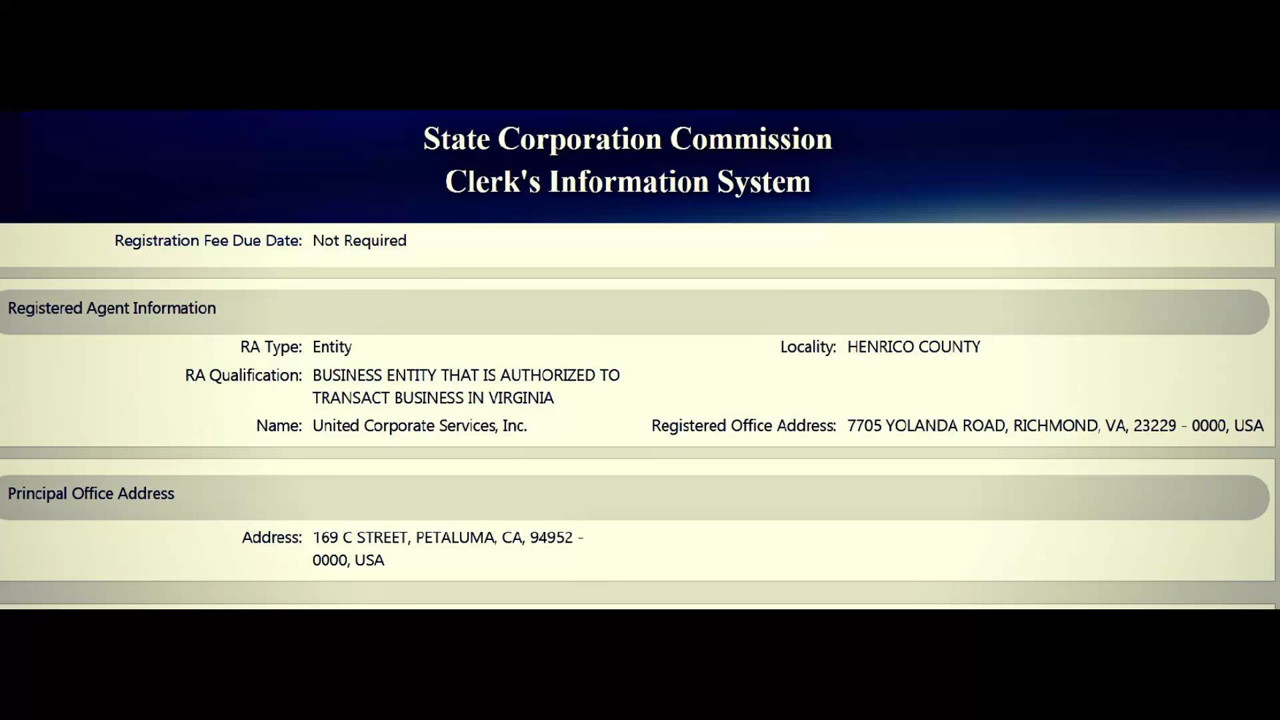 State Corporation Commission
Clerk's Information System
Registration Fee Due Date: Not Required
Registered Agent Information
RA Type: Entity
Locality: HENRICO COUNTY
RA Qualification: BUSINESS ENTITY THAT IS AUTHORIZED TO
TRANSACT BUSINESS IN VIRGINIA
Name: United Corporate Services, Inc.
Registered Office Address: 7705 YOLANDA ROAD, RICHMOND, VA, 23229 - 0000, USA
Principal Office Address
Address: 169 C STREET, PETALUMA, CA, 94952 -
0000, USA